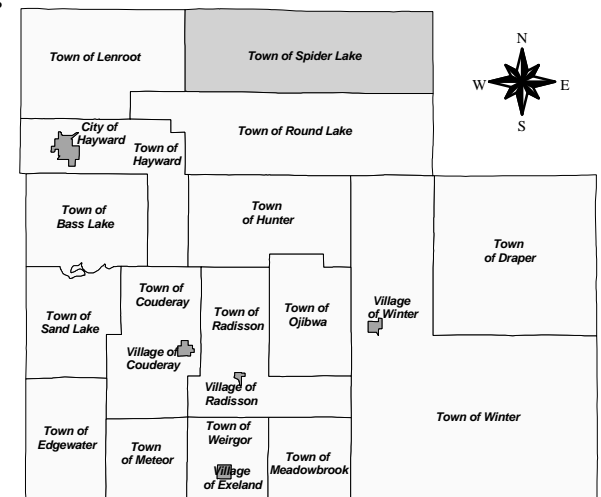 N
Town of Lenroot
Town of Spider Lake
W
E
S
City of
Hayward
Town of
Hayward
Town of Round Lake
Town of
Bass Lake
Town
of Hunter
Town
of Draper
Town of
Couderay
Town of
Sand Lake
Town of
Radisson
Town of
Ojibwa
Village
of Winter
Village of
Couderay
Village of
Radisson
Town of Winter
Town of
Edgewater
Town
of Meteor
Town of
Weirgor
Village
of Exeland
Town of
Meadowbrook